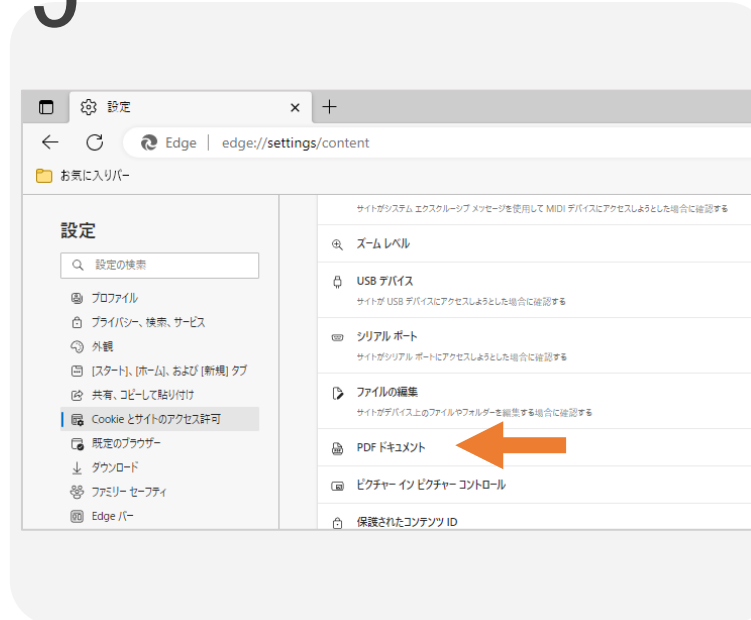 設定
Edge | edge://settings/content
お気に入りバー
設定
設定の検索
プロファイル
プライバシー、検索、サービス
外観
[スタート]、[ホーム]、および [新規] タブ
共有、コピーして貼り付け
Cookie とサイトのアクセス許可
既定のブラウザー
ダウンロード
ファミリー セーフティ
Edge バー
サイトがシステム エクスクルーシブ メッセージを使用して MIDI デバイスにアクセスしようとした場合に確認する
ズーム レベル
USB デバイス
サイトが USB デバイスにアクセスしようとした場合に確認する
シリアル ポート
サイトがシリアル ポートにアクセスしようとした場合に確認する
ファイルの編集
サイトがデバイス上のファイルやフォルダーを編集する場合に確認する
PDF ドキュメント
ピクチャー イン ピクチャー コントロール
保護されたコンテンツ ID